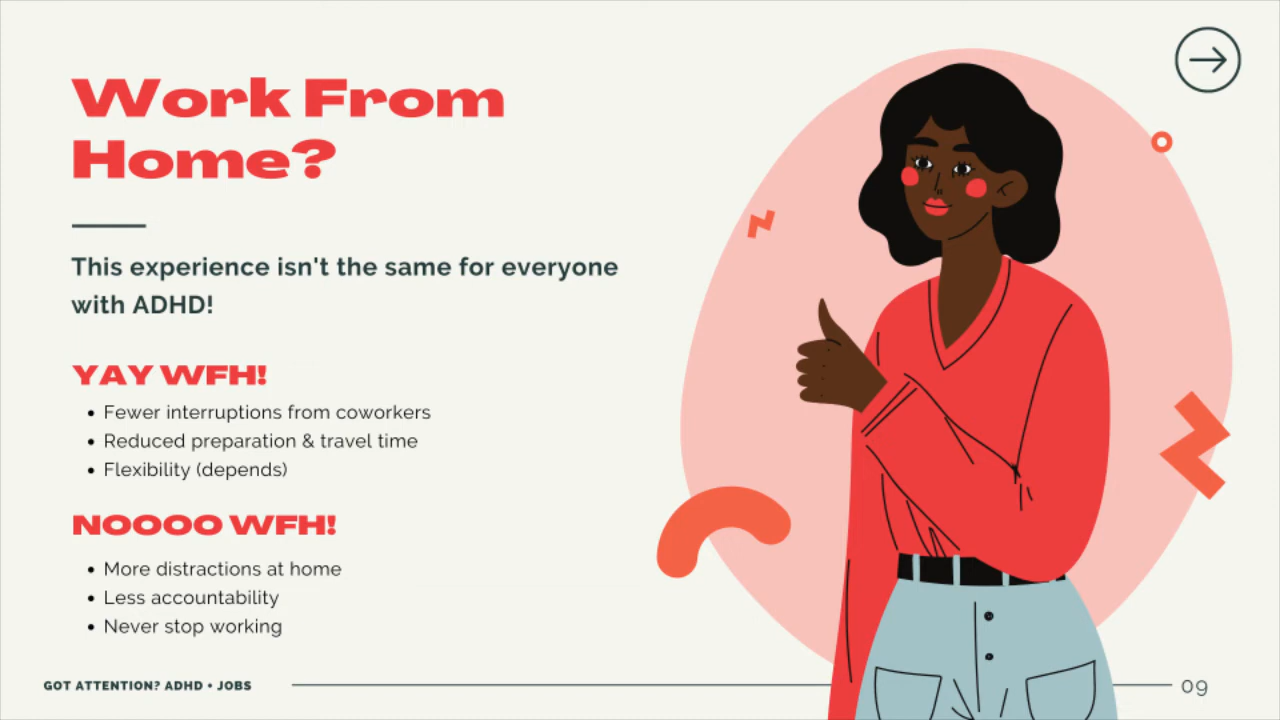 Work From
Home?
This experience isn't the same for everyone
with ADHD!
YAY WFH!
• Fewer interruptions from coworkers
• Reduced preparation & travel time
• Flexibility (depends)
NOOOO WFH!
• More distractions at home
• Less accountability
• Never stop working
GOT ATTENTION? ADHD • JOBS
09